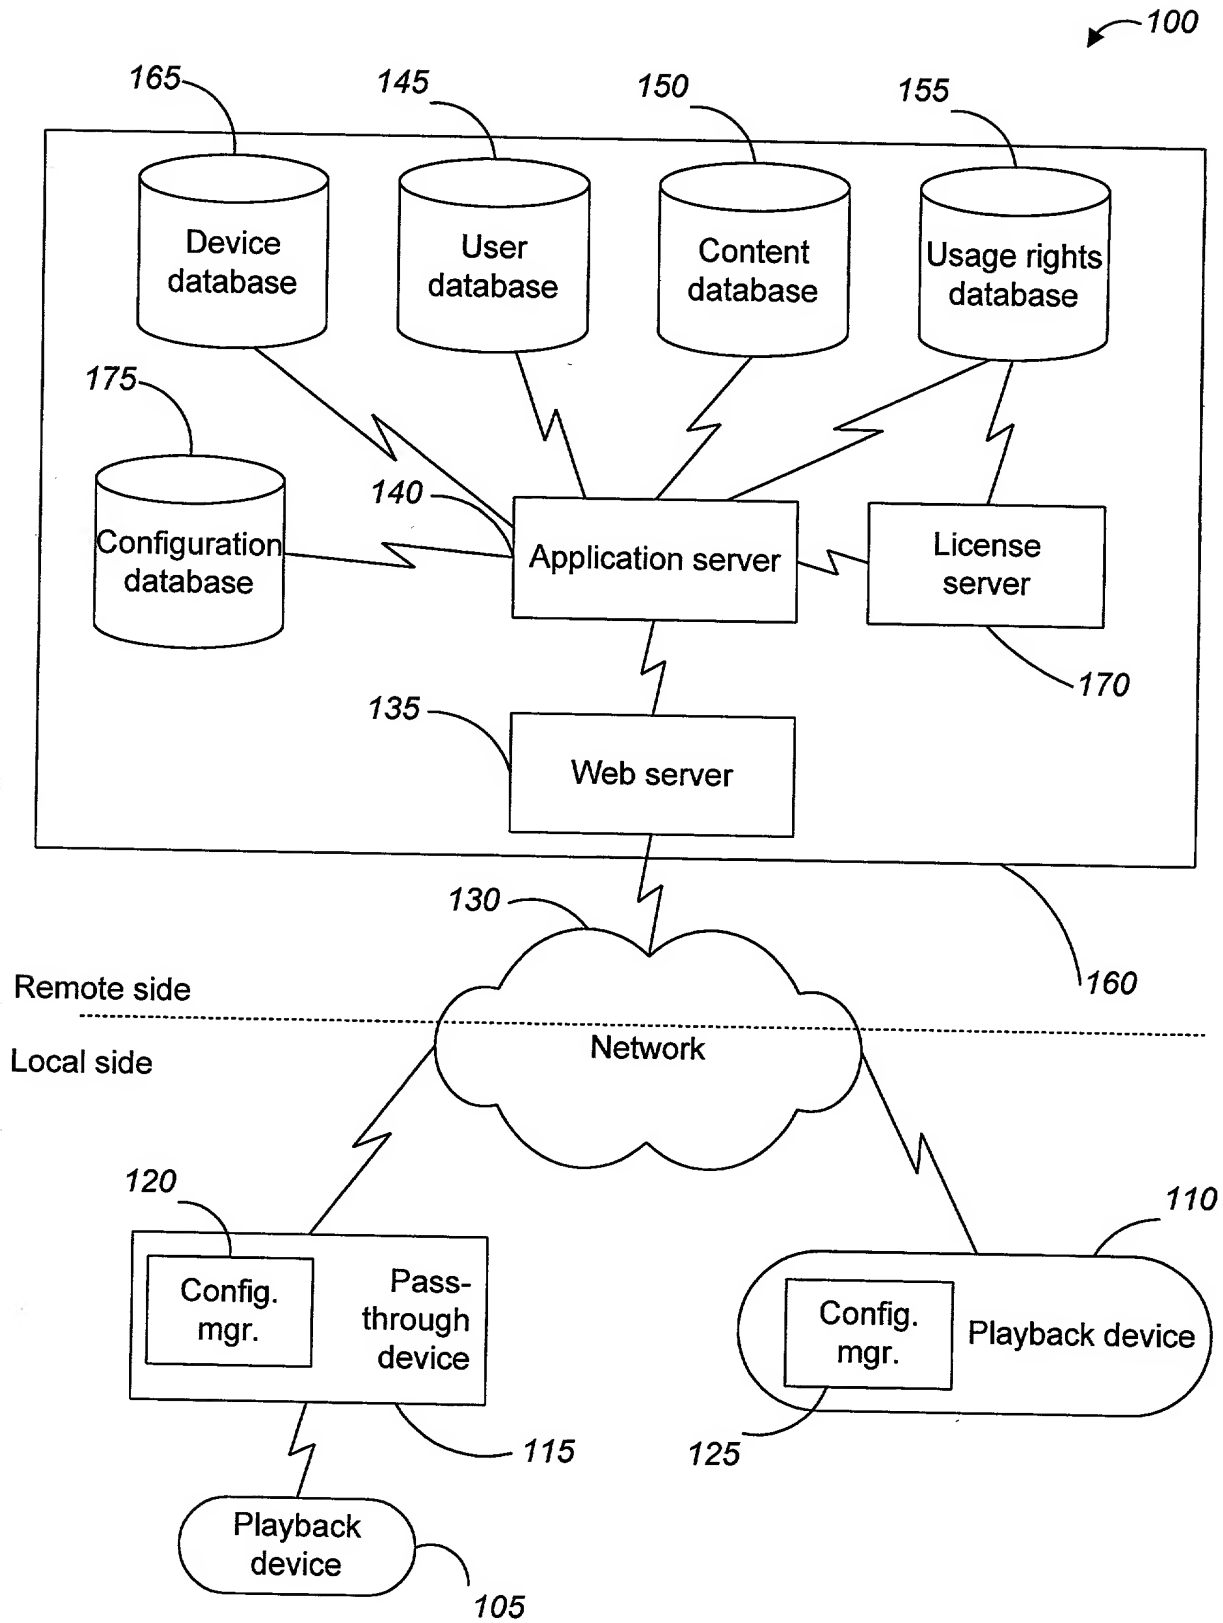 100
165
145
150
155
Device
database
User
database
Content
database
Usage rights
database
175
140
Configuration
database
Application server
License
server
170
135
Web server
130
160
Remote side
Network
Local side
120
110
Config.
mgr.
Pass-
through
device
Config.
mgr.
Playback device
115
125
Playback
device
105